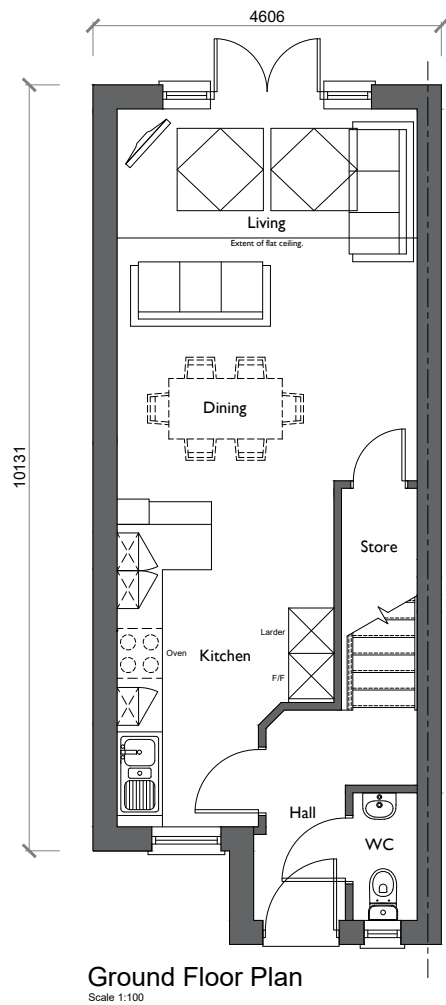 4606
Living
Extent of flat ceiling.
Dining
10131
Store
Larder
Oven
Kitchen
F/F
Hall
WC
Ground Floor Plan
Scale 1:100